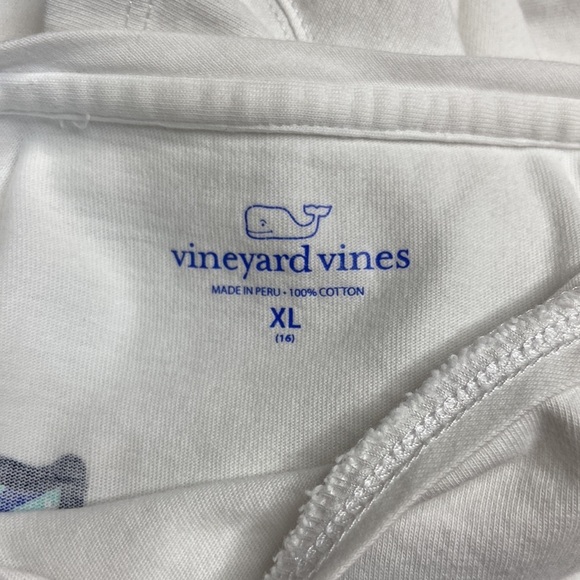 vineyard vines
MADE IN PERU • 100% COTTON
XL
(16)